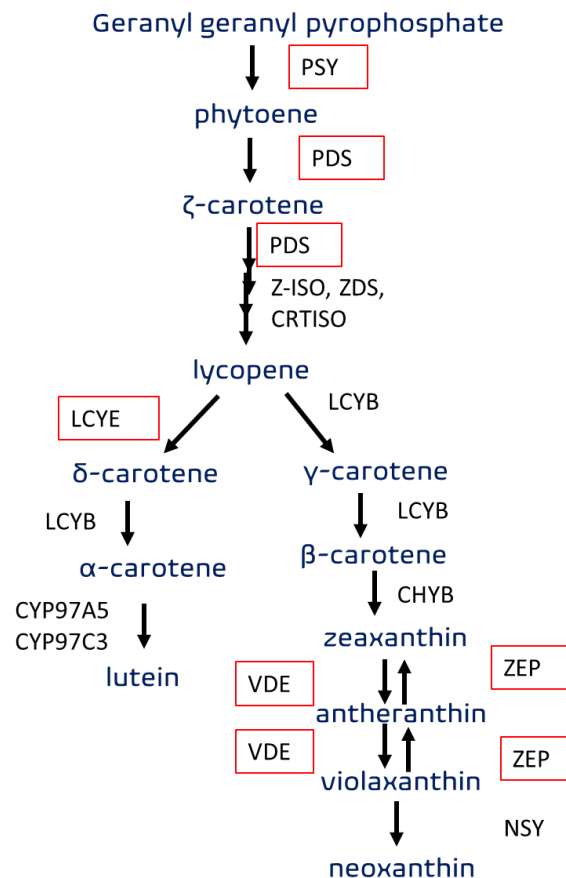 Geranyl geranyl pyrophosphate
PSY
phytoene
PDS
ζ-carotene
PDS
Z-ISO, ZDS,
CRTISO
lycopene
LCYE
LCYB
δ-carotene
γ-carotene
LCYB
LCYB
β-carotene
α-carotene
CHYB
CYP97A5
CYP97C3
zeaxanthin
lutein
VDE
ZEP
antheranthin
VDE
ZEP
violaxanthin
NSY
neoxanthin